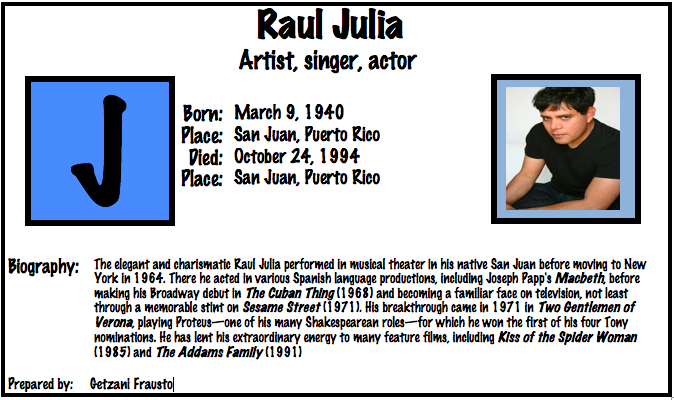 Raul Julia
Artist, singer, actor
J
Born: March 9, 1940
Place: San Juan, Puerto Rico
Died: October 24, 1994
Place: San Juan, Puerto Rico
Biography: The elegant and charismatic Raul Julia performed in musical theater in his native San Juan before moving to New
York in 1964. There he acted in various Spanish language productions, including Joseph Papp's Macbeth, before
making his Broadway debut in The Cuban Thing (1968) and becoming a familiar face on television, not least
through a memorable stint on Sesame Street (1971). His breakthrough came in 1971 in Two Gentlemen of
Verona, playing Proteus—one of his many Shakespearean roles—for which he won the first of his four Tony
nominations. He has lent his extraordinary energy to many feature films, including Kiss of the Spider Woman
(1985) and The Addams Family (1991)
Prepared by: Getzani Frausto